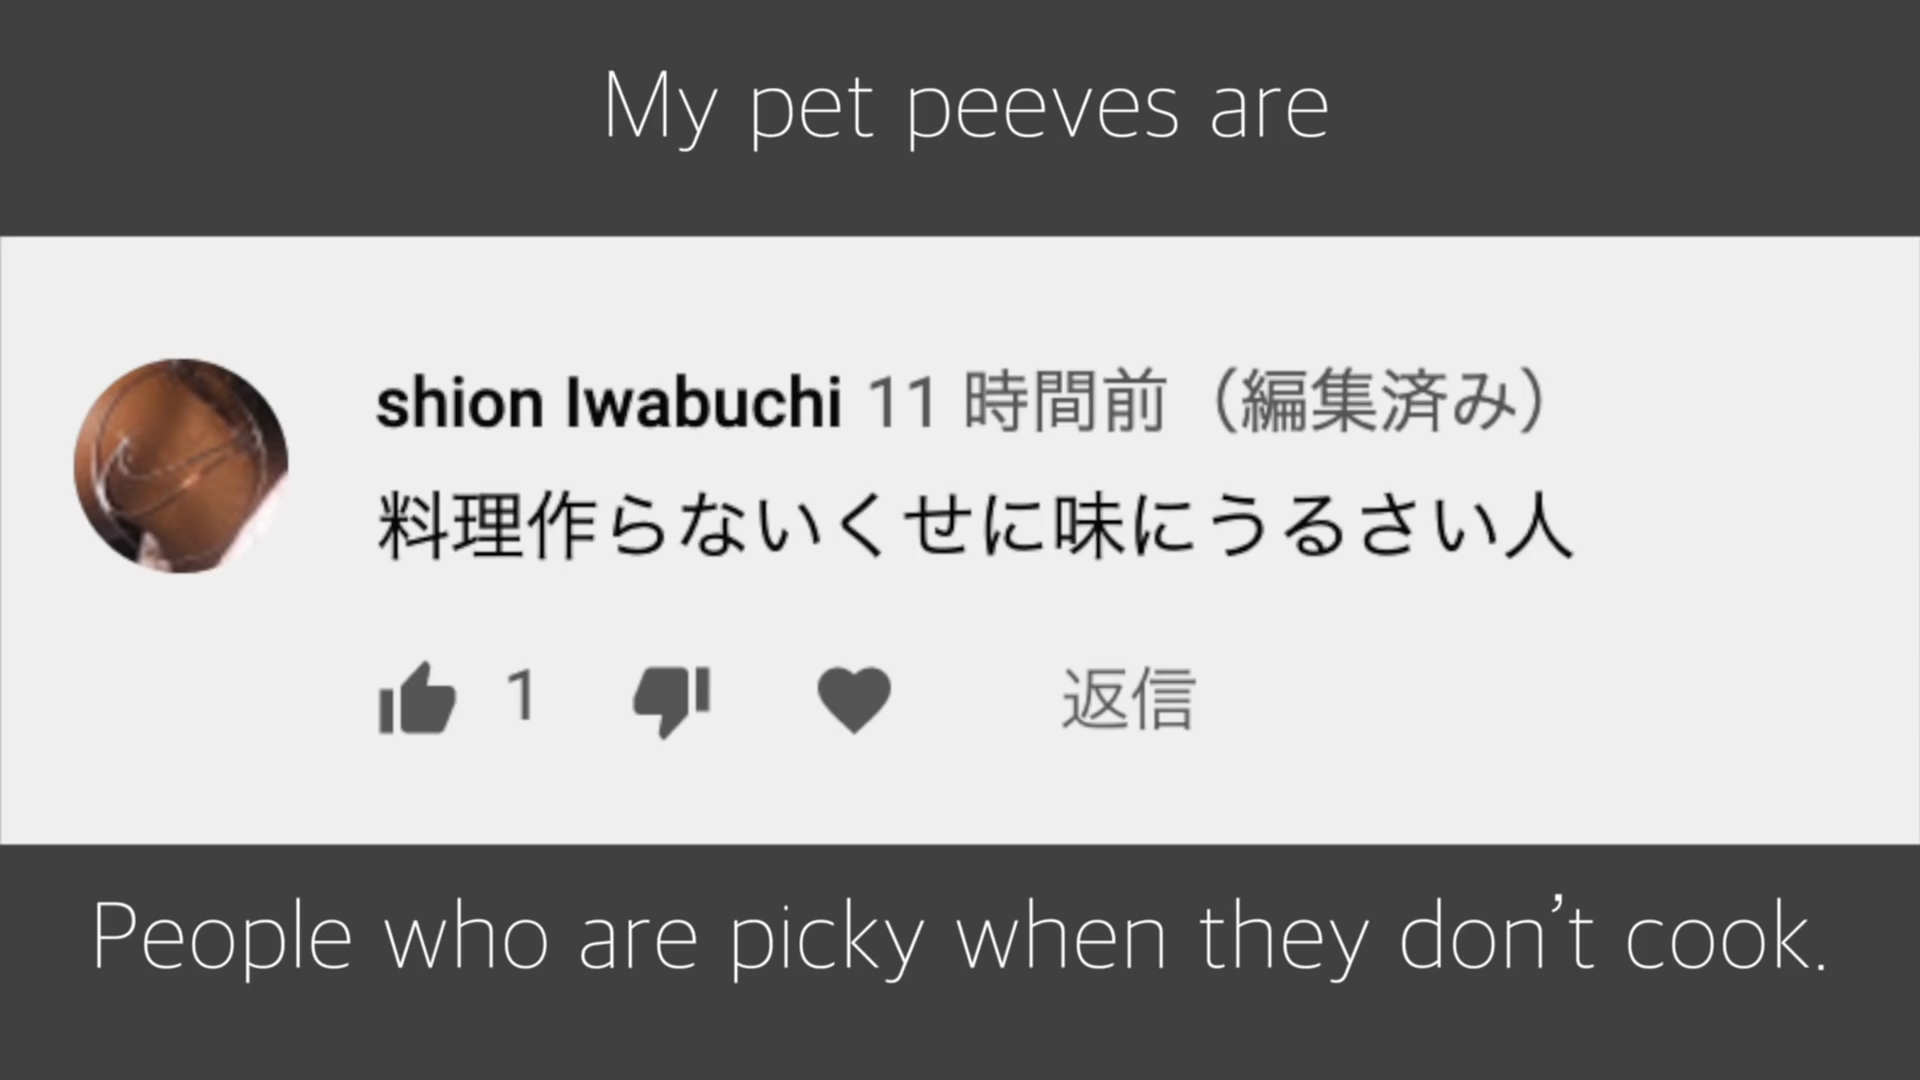 My pet peeves are
shion Iwabuchi 11 時間前（編集済み）
料理作らないくせに味にうるさい人
1 返信
People who are picky when they don’t cook.